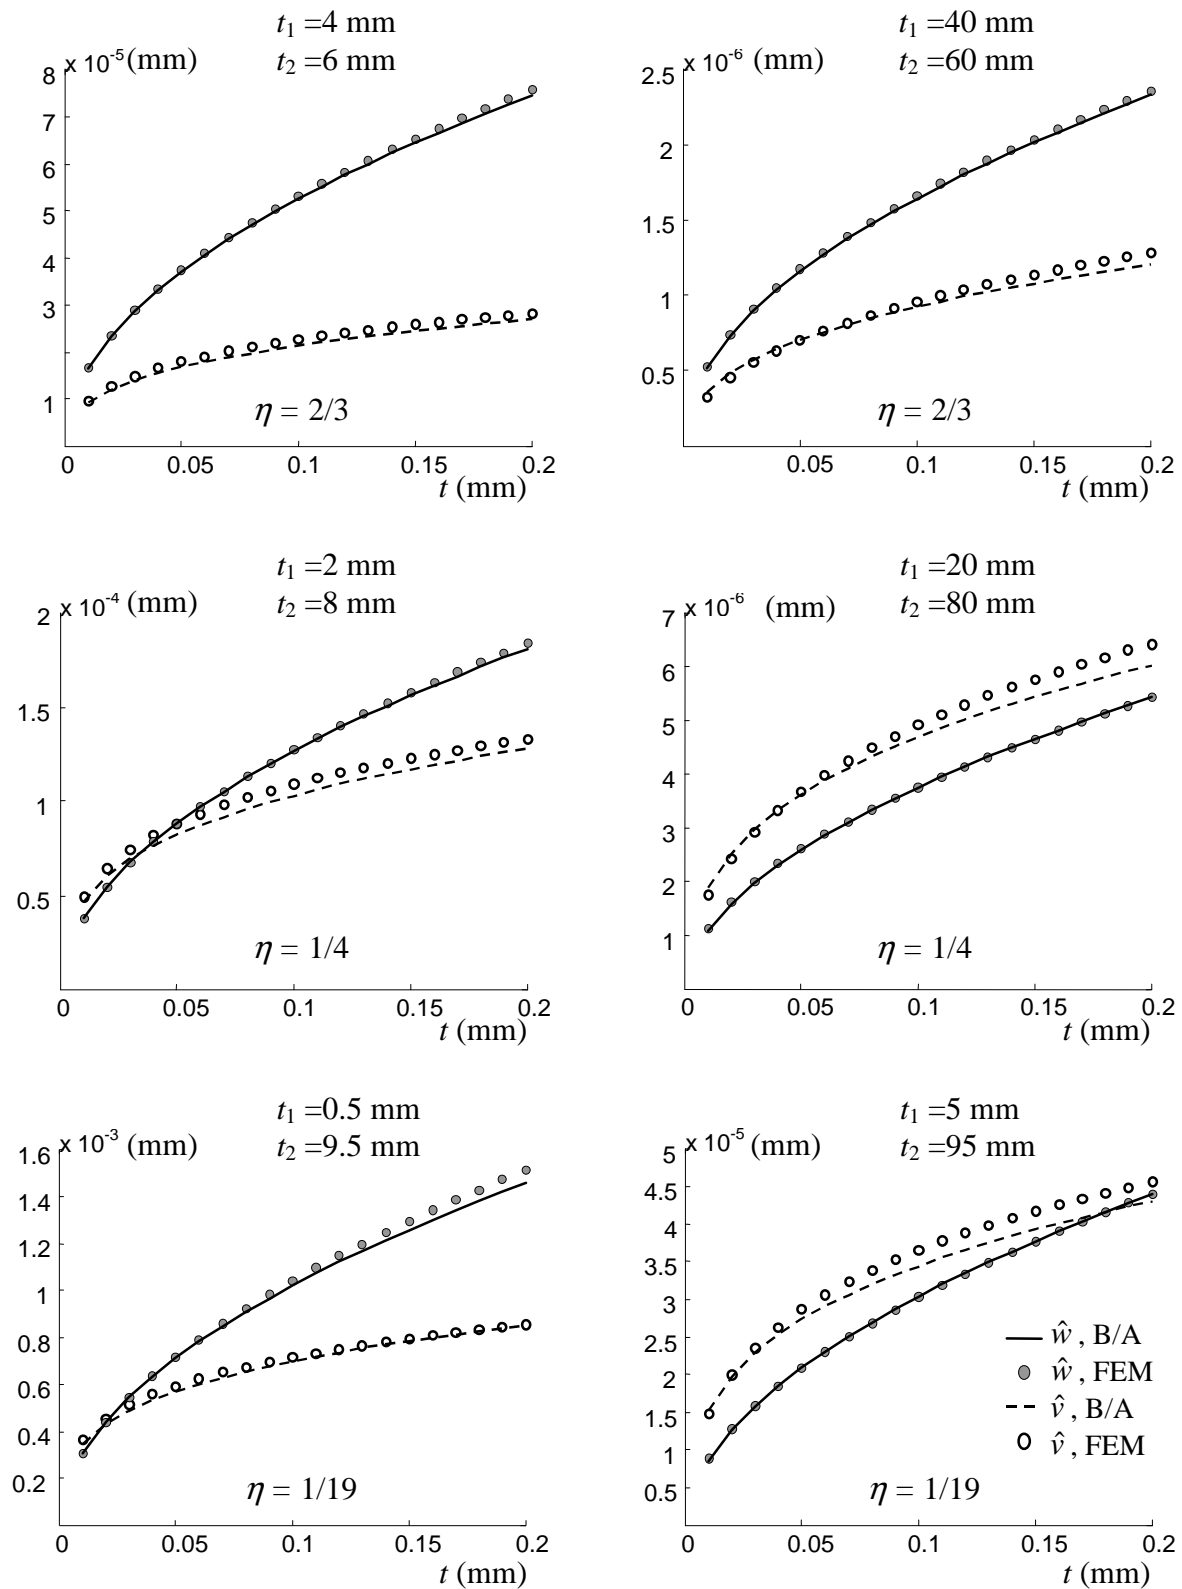 t₁ =4 mm
t₂ =6 mm
x 10⁻⁵ (mm)
8
7
6
5
4
3
1
η = 2/3
0 0.05 0.1 0.15 0.2
t (mm)
t₁ =40 mm
t₂ =60 mm
x 10⁻⁶ (mm)
2.5
2
1.5
1
0.5
η = 2/3
0.05 0.1 0.15 0.2
t (mm)
t₁ =2 mm
t₂ =8 mm
x 10⁻⁴ (mm)
2
1.5
1
0.5
η = 1/4
0 0.05 0.1 0.15 0.2
t (mm)
t₁ =20 mm
t₂ =80 mm
x 10⁻⁶ (mm)
7
6
5
4
3
2
1
η = 1/4
0 0.05 0.1 0.15 0.2
t (mm)
t₁ =0.5 mm
t₂ =9.5 mm
x 10⁻³ (mm)
1.6
1.4
1.2
1
0.8
0.6
0.4
0.2
η = 1/19
0 0.05 0.1 0.15 0.2
t (mm)
t₁ =5 mm
t₂ =95 mm
x 10⁻⁵ (mm)
5
4.5
4
3.5
3
2.5
2
1.5
1
0.5
ŵ , B/A
ŵ , FEM
v̂ , B/A
v̂ , FEM
η = 1/19
0 0.05 0.1 0.15 0.2
t (mm)